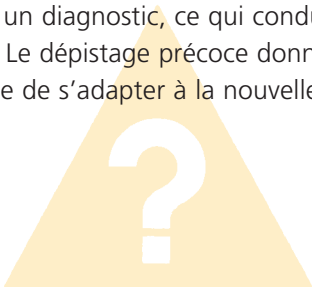 un diagnostic, ce qui condu
Le dépistage précoce donn
e de s’adapter à la nouvelle
?